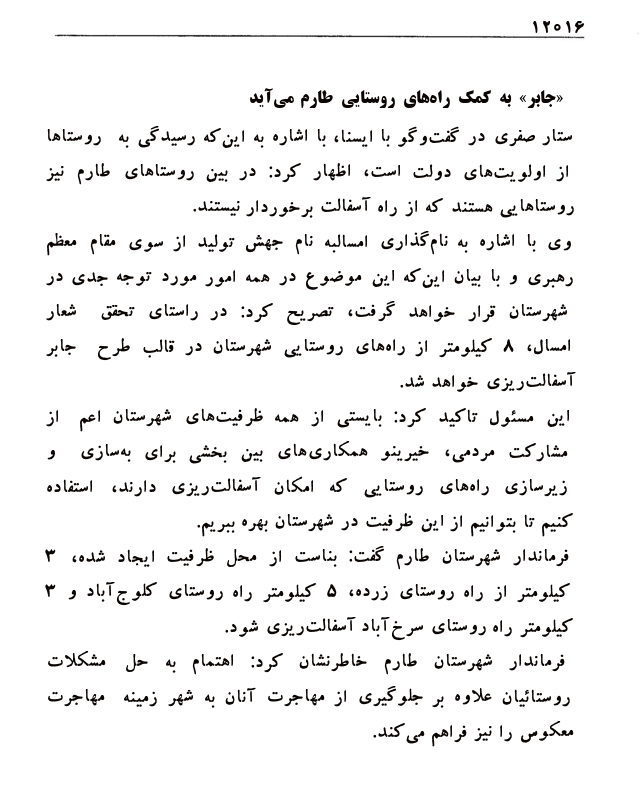 ۱۲۰۱۶
«جابر» به کمک راه‌های روستایی طارم می‌آید
ستار صفری در گفت‌وگو با ایسنا، با اشاره به این‌که رسیدگی به روستاها
از اولویت‌های دولت است، اظهار کرد: در بین روستاهای طارم نیز
روستاهایی هستند که از راه آسفالت برخوردار نیستند.
وی با اشاره به نام‌گذاری امسالبه نام جهش تولید از سوی مقام معظم
رهبری و با بیان این‌که این موضوع در همه امور مورد توجه جدی در
شهرستان قرار خواهد گرفت، تصریح کرد: در راستای تحقق شعار
امسال، ۸ کیلومتر از راه‌های روستایی شهرستان در قالب طرح جابر
آسفالت‌ریزی خواهد شد.
این مسئول تاکید کرد: بایستی از همه ظرفیت‌های شهرستان اعم از
مشارکت مردمی، خیرینو همکاری‌های بین بخشی برای به‌سازی و
زیرسازی راه‌های روستایی که امکان آسفالت‌ریزی دارند، استفاده
کنیم تا بتوانیم از این ظرفیت در شهرستان بهره ببریم.
فرماندار شهرستان طارم گفت: بناست از محل ظرفیت ایجاد شده، ۳
کیلومتر از راه روستای زرده، ۵ کیلومتر راه روستای کلوج‌آباد و ۳
کیلومتر راه روستای سرخ‌آباد آسفالت‌ریزی شود.
فرماندار شهرستان طارم خاطرنشان کرد: اهتمام به حل مشکلات
روستائیان علاوه بر جلوگیری از مهاجرت آنان به شهر زمینه مهاجرت
معکوس را نیز فراهم می‌کند.